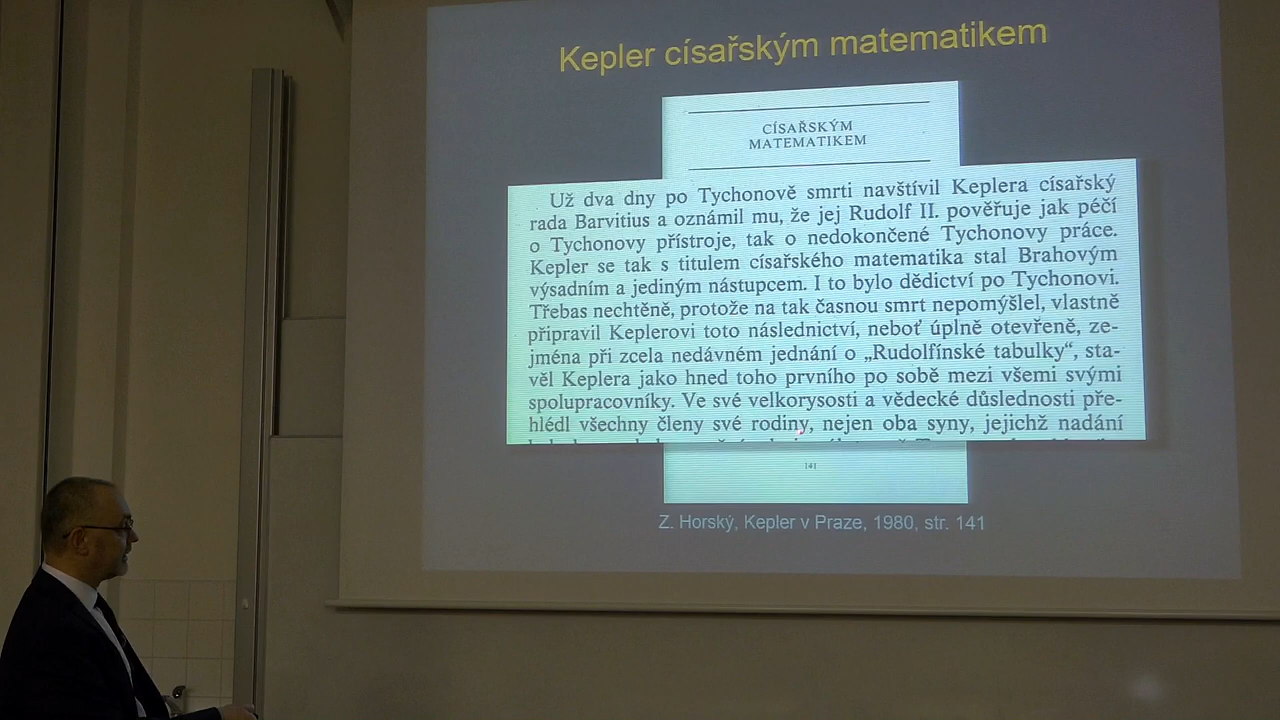 Kepler císařským matematikem
CÍSAŘSKÝM
MATEMATIKEM
Už dva dny po Tychonově smrti navštívil Keplera císařský
rada Barvitius a oznámil mu, že jej Rudolf II. pověřuje jak péčí
o Tychonovy přístroje, tak o nedokončené Tychonovy práce.
Kepler se tak s titulem císařského matematika stal Brahovým
výsadním a jediným nástupcem. I to bylo dědictví po Tychonovi.
Třebas nechtěně, protože na tak časnou smrt nepomýšlel, vlastně
připravil Keplerovi toto následnictví, neboť úplně otevřeně, ze-
jména při zcela nedávném jednání o „Rudolfínské tabulky“, sta-
věl Keplera jako hned toho prvního po sobě mezi všemi svými
spolupracovníky. Ve své velkorysosti a vědecké důslednosti pře-
hlédl všechny členy své rodiny, nejen oba syny, jejichž nadání
141
Z. Horský, Kepler v Praze, 1980, str. 141